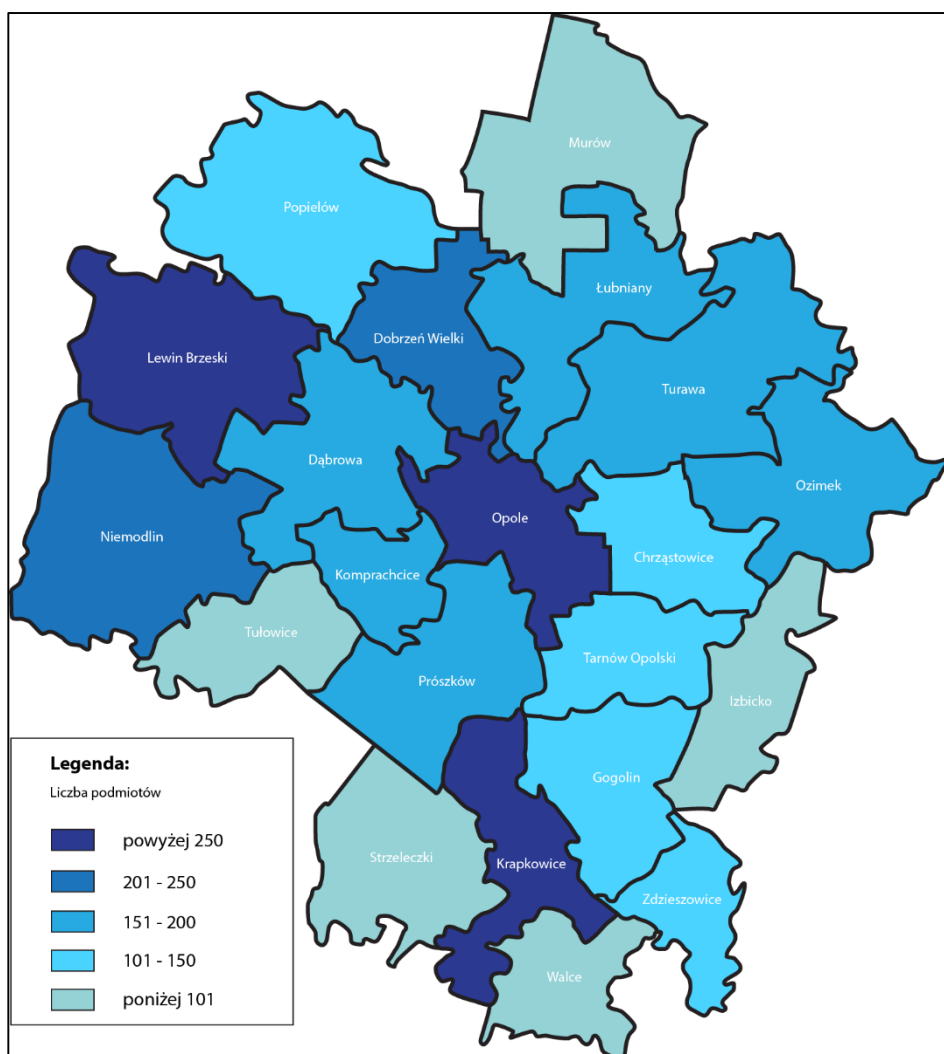 Murów
Popielów
Łubniany
Dobrzeń Wielki
Lewin Brzeski
Turawa
Dąbrowa
Ozimek
Opole
Niemodlin
Chrząstowice
Komprachcice
Tułowice
Tarnów Opolski
Prószków
Izbicko
Gogolin
Strzeleczki
Krapkowice
Zdzieszowice
Walce
Legenda:
Liczba podmiotów
powyżej 250
201 - 250
151 - 200
101 - 150
poniżej 101